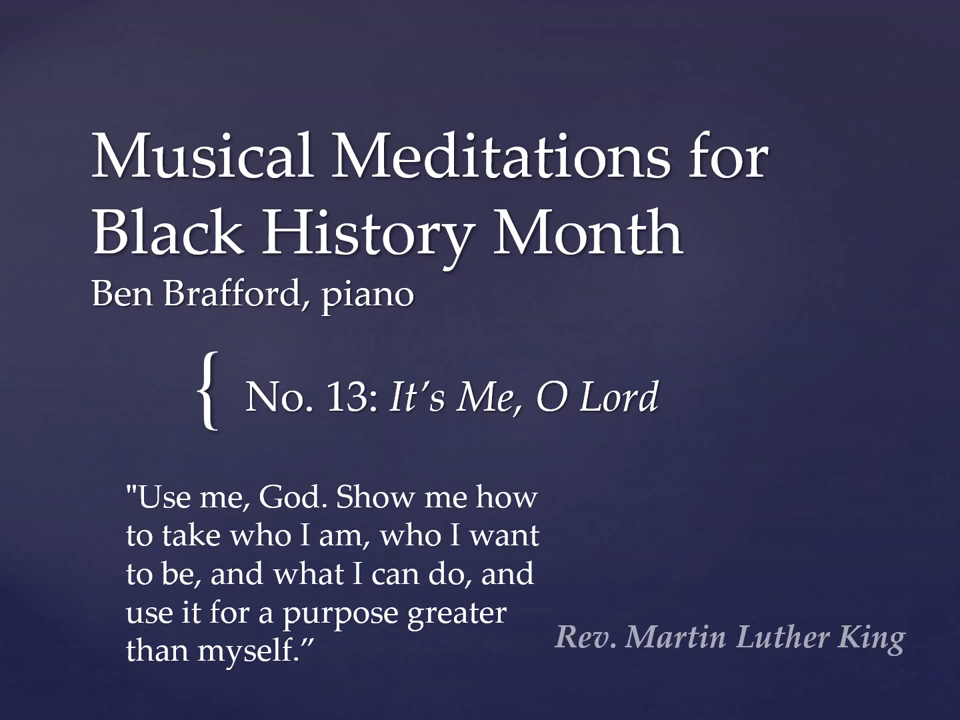 Musical Meditations for
Black History Month
Ben Brafford, piano
{ No. 13: It’s Me, O Lord
"Use me, God. Show me how
to take who I am, who I want
to be, and what I can do, and
use it for a purpose greater
than myself.”
Rev. Martin Luther King